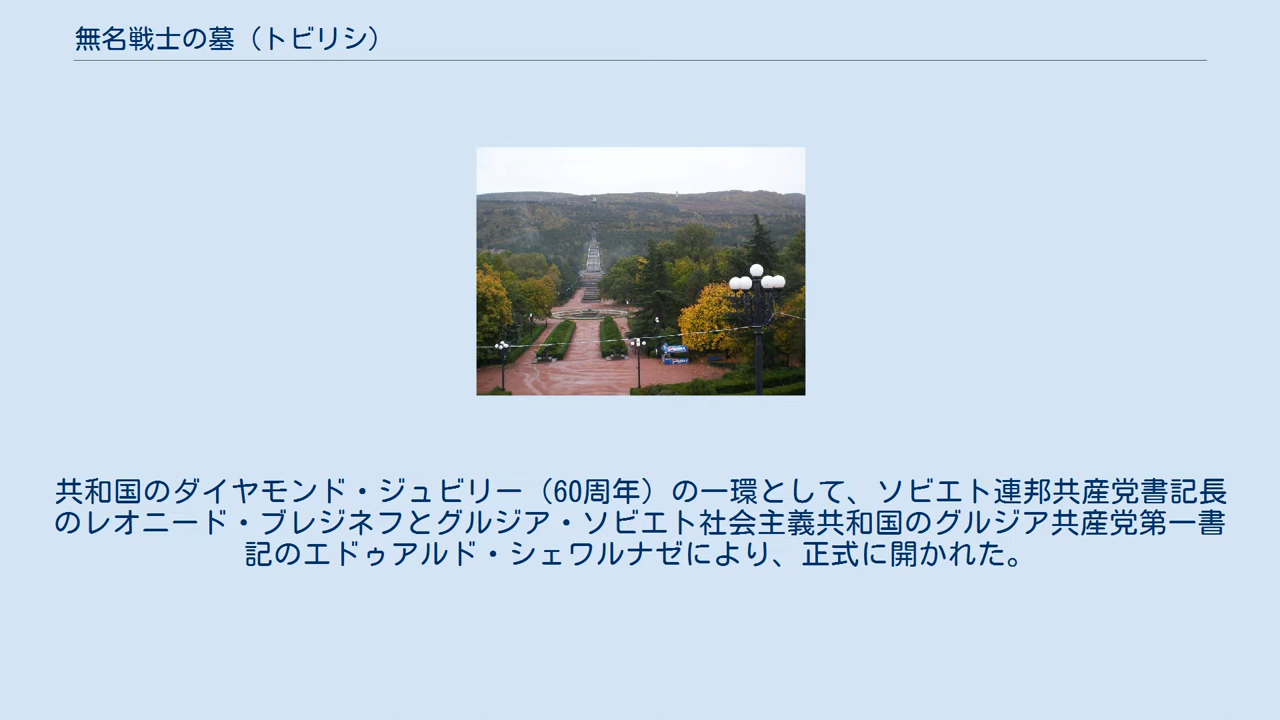 無名戦士の墓（トビリシ）
共和国のダイヤモンド・ジュビリー（60周年）の一環として、ソビエト連邦共産党書記長
のレオニード・ブレジネフとグルジア・ソビエト社会主義共和国のグルジア共産党第一書
記のエドゥアルド・シェワルナゼにより、正式に開かれた。